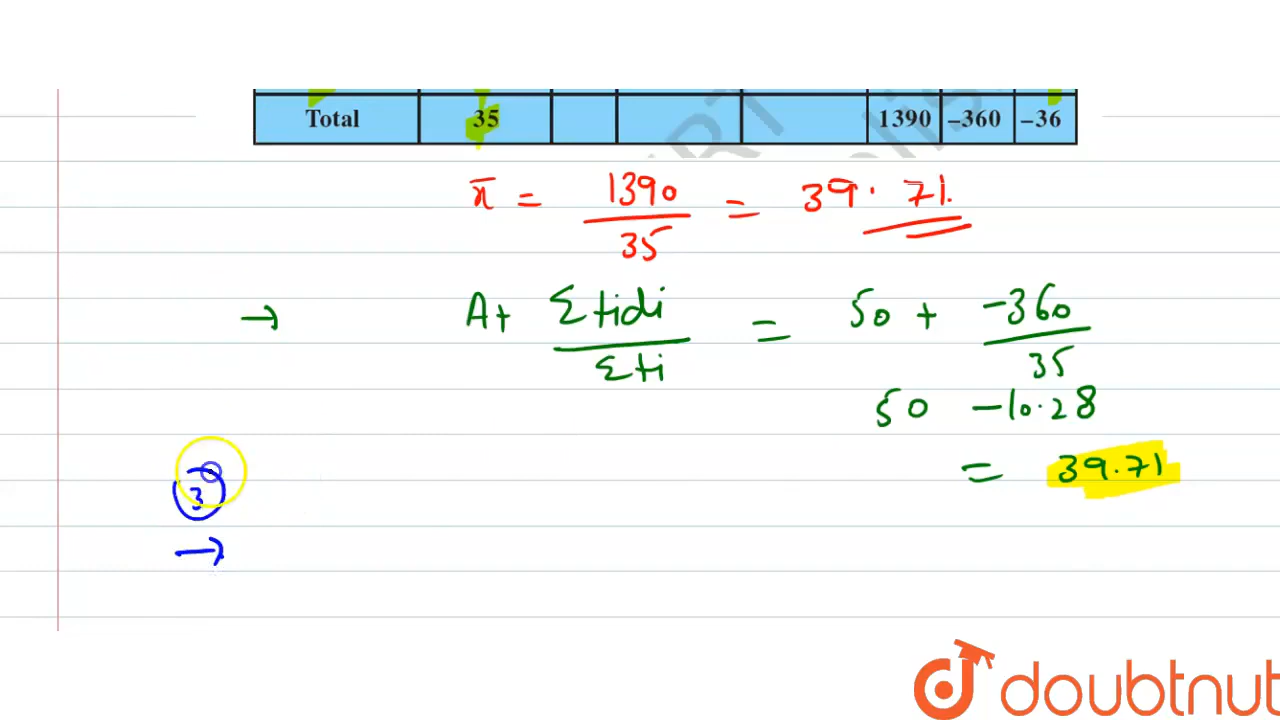 Total 35 1390 –360 –36
x̄ = 1390/35 = 39.71
→ A+ Σfidi/Σfi = 50 + -360/35
50 -10.28
= 39.71
3
→
doubtnut